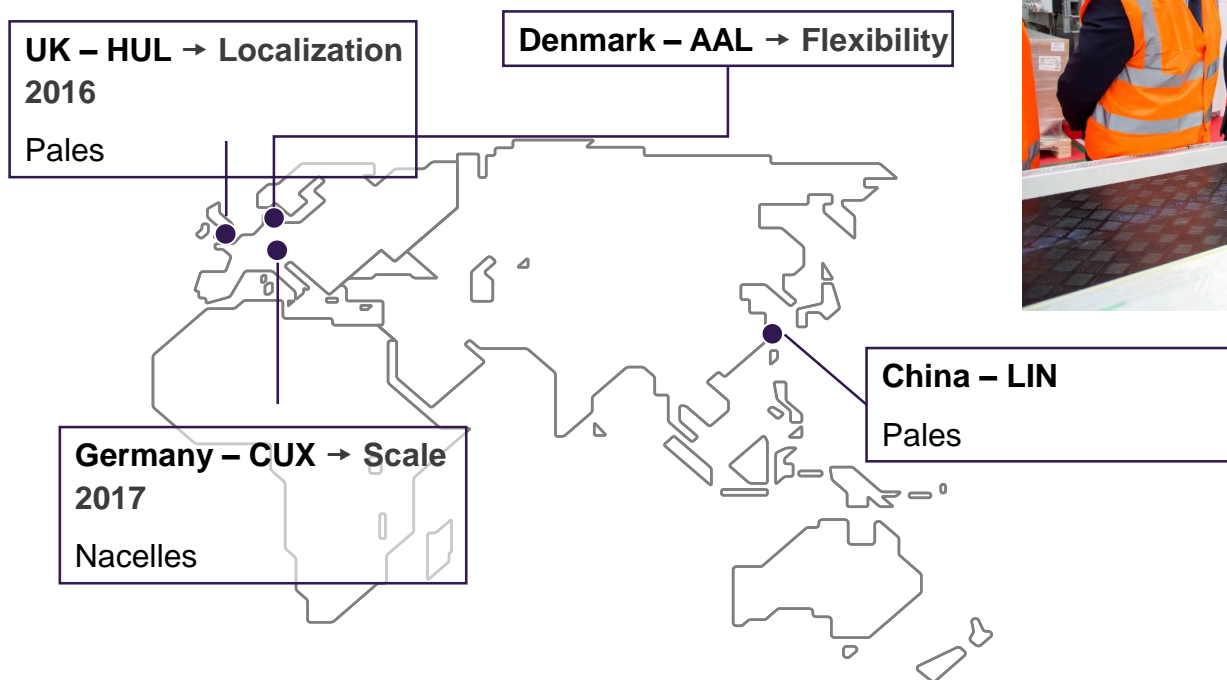 UK – HUL → Localization
2016
Pales
Denmark – AAL → Flexibility
China – LIN
Pales
Germany – CUX → Scale
2017
Nacelles